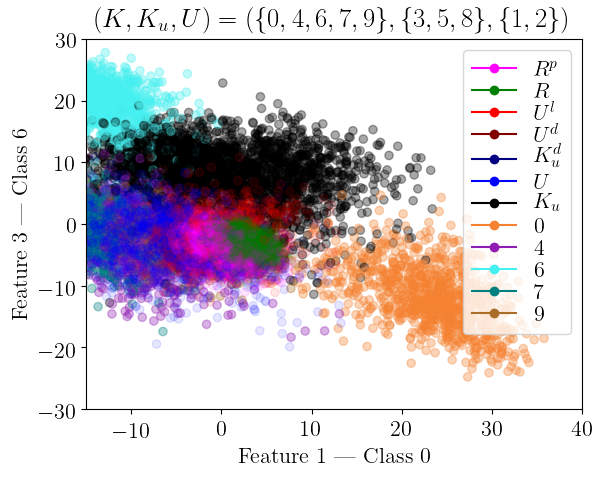 (K, K_u, U) = ({0, 4, 6, 7, 9}, {3, 5, 8}, {1, 2})
30
20
10
0
−10
−20
−30
Feature 3 — Class 6
R^p
R
U^l
U^d
K_u^d
U
K_u
0
4
6
7
9
−10
0
10
20
30
40
Feature 1 — Class 0